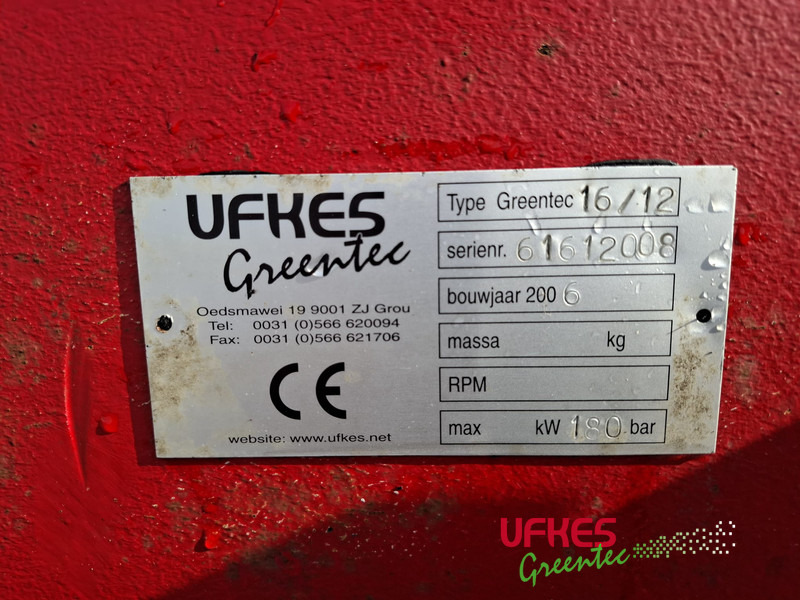 UFKES
Greentec
Oedsmawei 19 9001 ZJ Grou
Tel: 0031 (0)566 620094
Fax: 0031 (0)566 621706
CE
website: www.ufkes.net
Type Greentec 16/12
serienr. 61612008
bouwjaar 2006
massa kg
RPM
max kW 180 bar
UFKES
Greentec